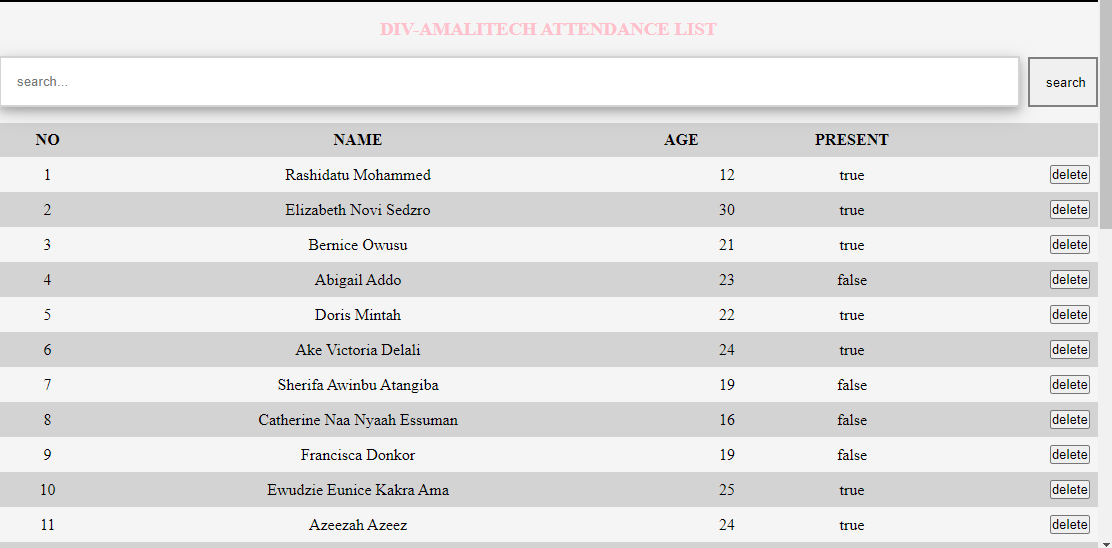 DIV-AMALITECH ATTENDANCE LIST
search...
search
NO NAME AGE PRESENT
1 Rashidatu Mohammed 12 true delete
2 Elizabeth Novi Sedzro 30 true delete
3 Bernice Owusu 21 true delete
4 Abigail Addo 23 false delete
5 Doris Mintah 22 true delete
6 Ake Victoria Delali 24 true delete
7 Sherifa Awinbu Atangiba 19 false delete
8 Catherine Naa Nyaah Essuman 16 false delete
9 Francisca Donkor 19 false delete
10 Ewudzie Eunice Kakra Ama 25 true delete
11 Azeezah Azeez 24 true delete